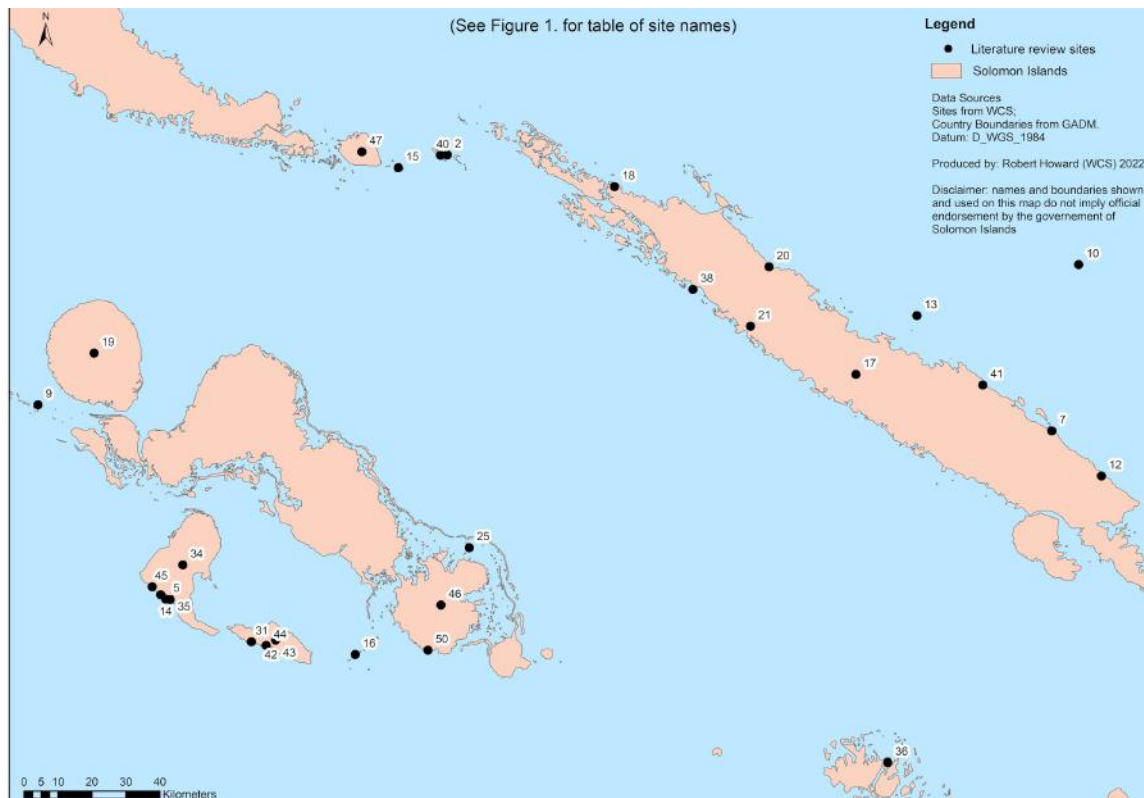 (See Figure 1. for table of site names)
N
Legend
Literature review sites
Solomon Islands
Data Sources
Sites from WCS;
Country Boundaries from GADM.
Datum: D_WGS_1984
Produced by: Robert Howard (WCS) 2022
Disclaimer: names and boundaries shown
and used on this map do not imply official
endorsement by the governement of
Solomon Islands
47
15
40 2
18
20
10
38
13
21
19
17
41
9
7
12
25
34
45
5
14 35
46
31 44
42 43
16
50
36
0 5 10 20 30 40
Kilometers